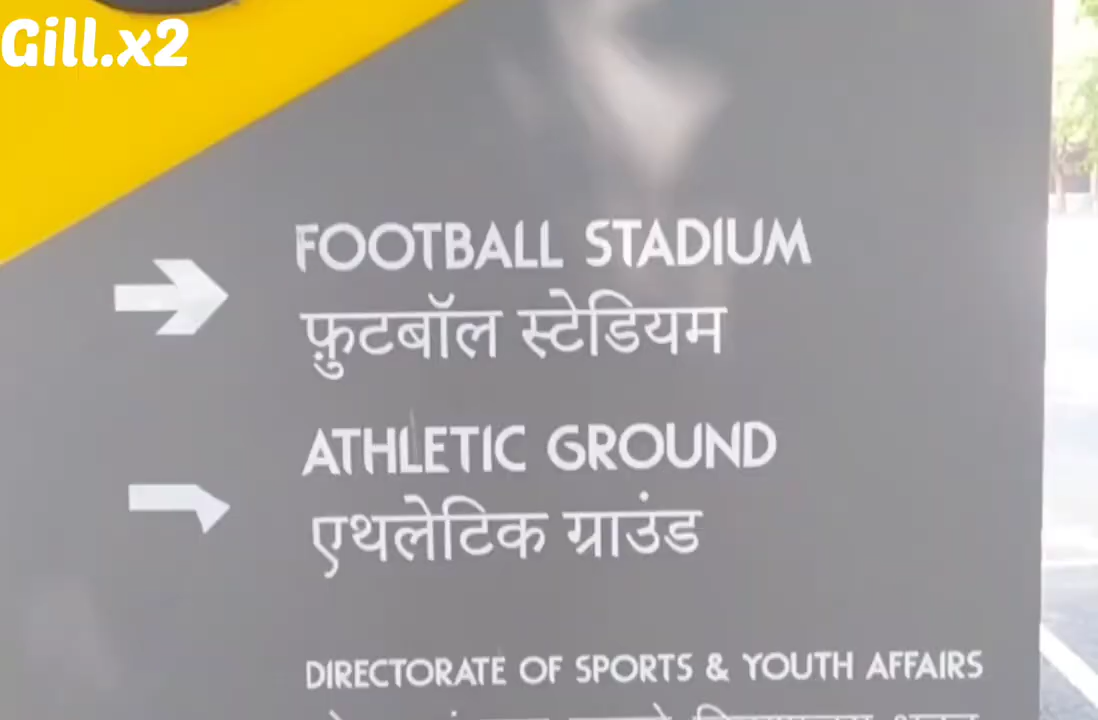 Gill.x2
FOOTBALL STADIUM
फ़ुटबॉल स्टेडियम
ATHLETIC GROUND
एथलेटिक ग्राउंड
DIRECTORATE OF SPORTS & YOUTH AFFAIRS